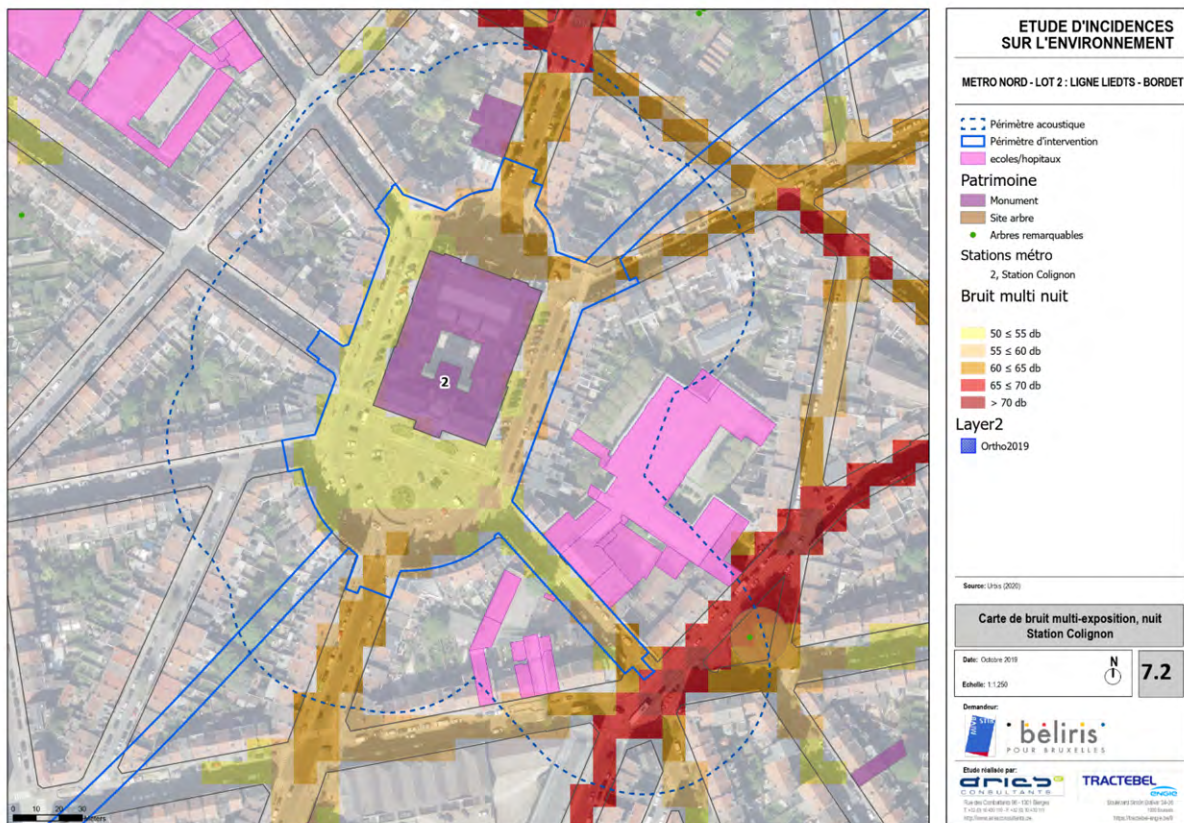 ETUDE D'INCIDENCES
SUR L'ENVIRONNEMENT
METRO NORD - LOT 2 : LIGNE LIEDTS - BORDET
Périmètre acoustique
Périmètre d'intervention
ecoles/hopitaux
Patrimoine
Monument
Site arbre
Arbres remarquables
Stations métro
2, Station Colignon
Bruit multi nuit
50 ≤ 55 db
55 ≤ 60 db
60 ≤ 65 db
65 ≤ 70 db
> 70 db
Layer2
Ortho2019
Source: Urbis (2020)
Carte de bruit multi-exposition, nuit
Station Colignon
Date: Octobre 2019
Echelle: 1:1,250
N
7.2
Demandeur:
beliris
POUR BRUXELLES
Etude réalisée par:
dries
CONSULTANTS
TRACTEBEL
ENGIE
2
0 10 20 30
Meters